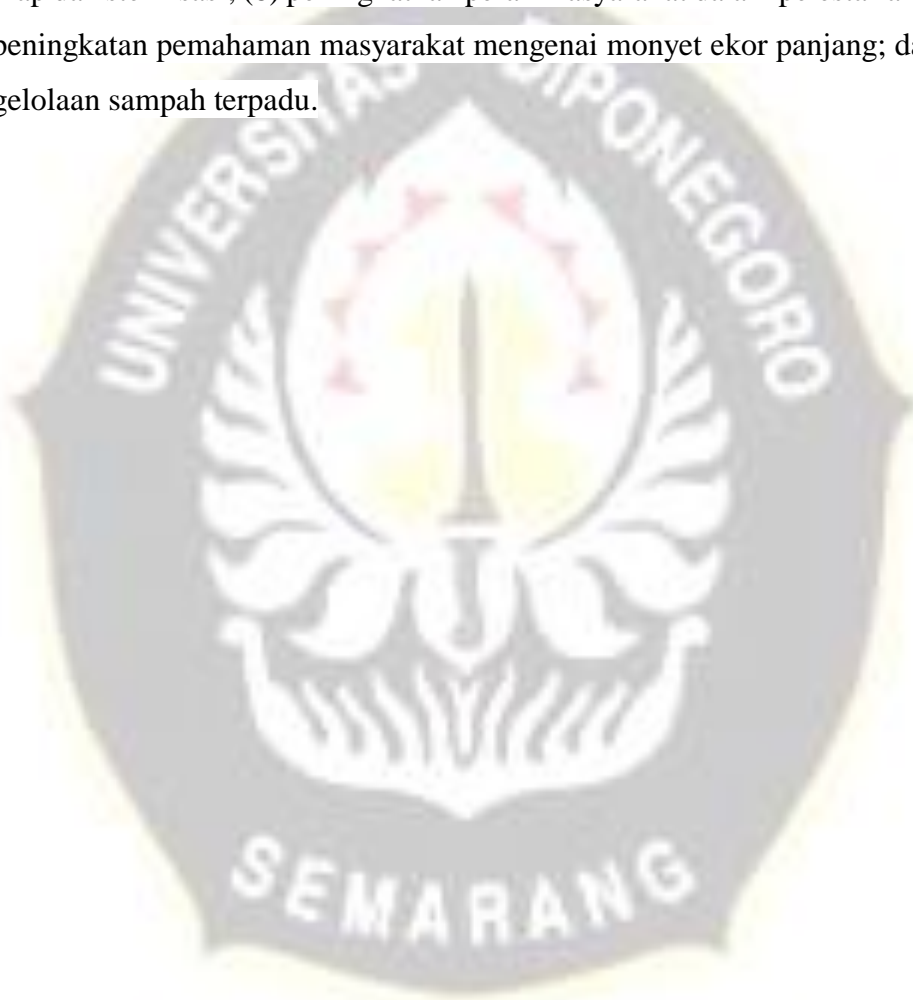 peningkatan pemahaman masyarakat mengenai monyet ekor panjang; da
gelolaan sampah terpadu.
UNIVERSITAS DIPONEGORO
SEMARANG